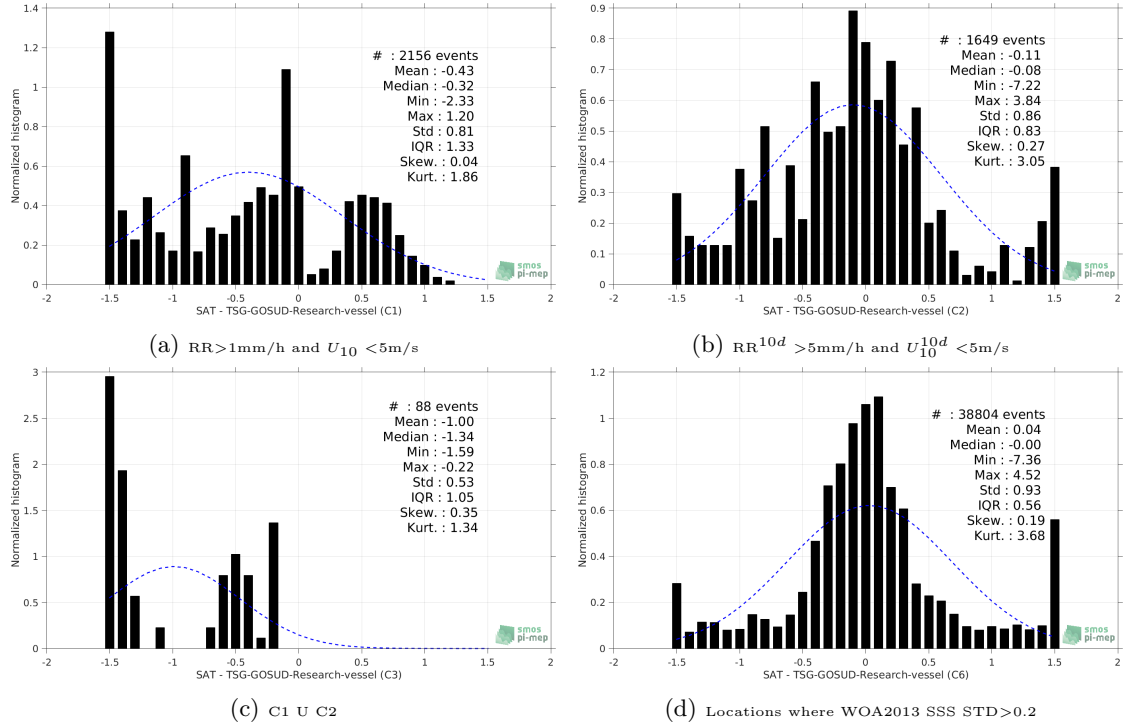 1.4
1.2
1
0.8
0.6
0.4
0.2
0
Normalized histogram
# : 2156 events
Mean : -0.43
Median : -0.32
Min : -2.33
Max : 1.20
Std : 0.81
IQR : 1.33
Skew. : 0.04
Kurt. : 1.86
smos
pi-mep
-2 -1.5 -1 -0.5 0 0.5 1 1.5 2
SAT - TSG-GOSUD-Research-vessel (C1)
(a) RR>1mm/h and U₁₀ <5m/s
0.9
0.8
0.7
0.6
0.5
0.4
0.3
0.2
0.1
0
Normalized histogram
# : 1649 events
Mean : -0.11
Median : -0.08
Min : -7.22
Max : 3.84
Std : 0.86
IQR : 0.83
Skew. : 0.27
Kurt. : 3.05
smos
pi-mep
-2 -1.5 -1 -0.5 0 0.5 1 1.5 2
SAT - TSG-GOSUD-Research-vessel (C2)
(b) RR¹⁰ᵈ >5mm/h and U₁₀¹⁰ᵈ <5m/s
3
2.5
2
1.5
1
0.5
0
Normalized histogram
# : 88 events
Mean : -1.00
Median : -1.34
Min : -1.59
Max : -0.22
Std : 0.53
IQR : 1.05
Skew. : 0.35
Kurt. : 1.34
smos
pi-mep
-2 -1.5 -1 -0.5 0 0.5 1 1.5 2
SAT - TSG-GOSUD-Research-vessel (C3)
(c) C1 U C2
1.2
1
0.8
0.6
0.4
0.2
0
Normalized histogram
# : 38804 events
Mean : 0.04
Median : -0.00
Min : -7.36
Max : 4.52
Std : 0.93
IQR : 0.56
Skew. : 0.19
Kurt. : 3.68
smos
pi-mep
-2 -1.5 -1 -0.5 0 0.5 1 1.5 2
SAT - TSG-GOSUD-Research-vessel (C6)
(d) Locations where WOA2013 SSS STD>0.2